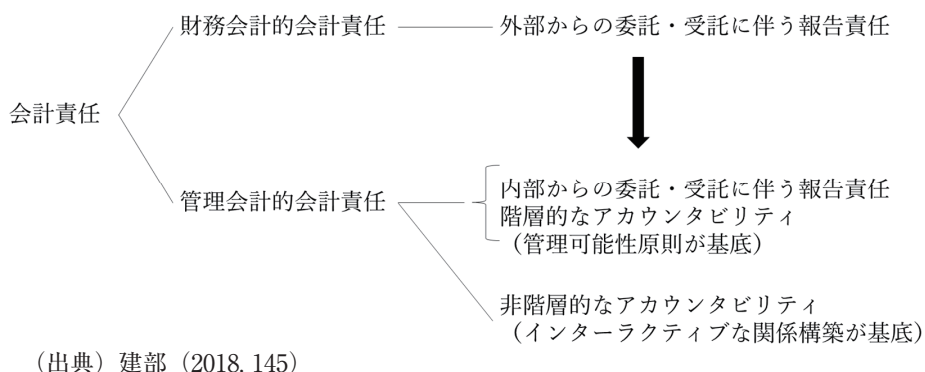 財務会計的会計責任
外部からの委託・受託に伴う報告責任
会計責任
管理会計的会計責任
内部からの委託・受託に伴う報告責任
階層的なアカウンタビリティ
（管理可能性原則が基底）
非階層的なアカウンタビリティ
（インターラクティブな関係構築が基底）
（出典）建部（2018, 145）